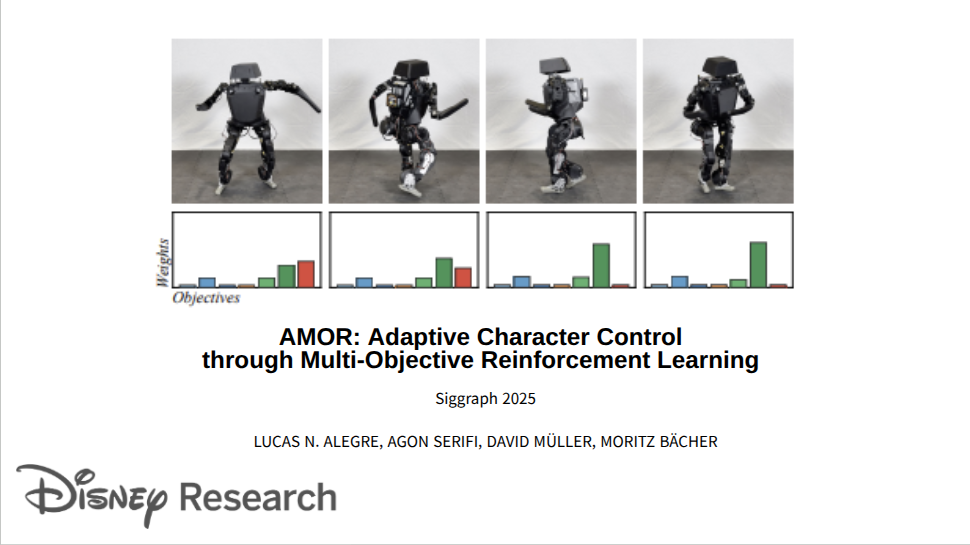 Weights
Objectives
AMOR: Adaptive Character Control
through Multi-Objective Reinforcement Learning
Siggraph 2025
LUCAS N. ALEGRE, AGON SERIFI, DAVID MÜLLER, MORITZ BÄCHER
Disney Research